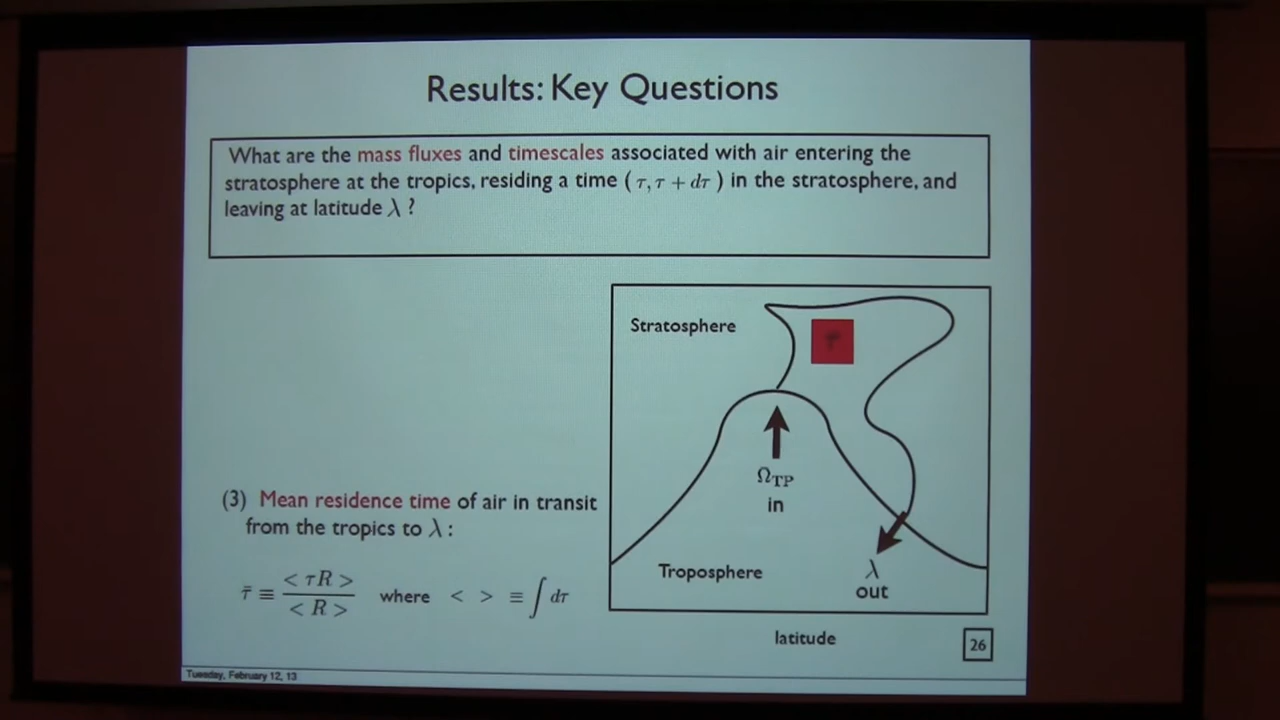 Results: Key Questions
What are the mass fluxes and timescales associated with air entering the
stratosphere at the tropics, residing a time ( τ, τ + dτ ) in the stratosphere, and
leaving at latitude λ ?
Stratosphere
τ
Ω_TP
in
(3) Mean residence time of air in transit
from the tropics to λ :
τ̄ ≡ < τR > / < R > where < > ≡ ∫ dτ
Troposphere
λ
out
latitude
26
Tuesday, February 12, 13